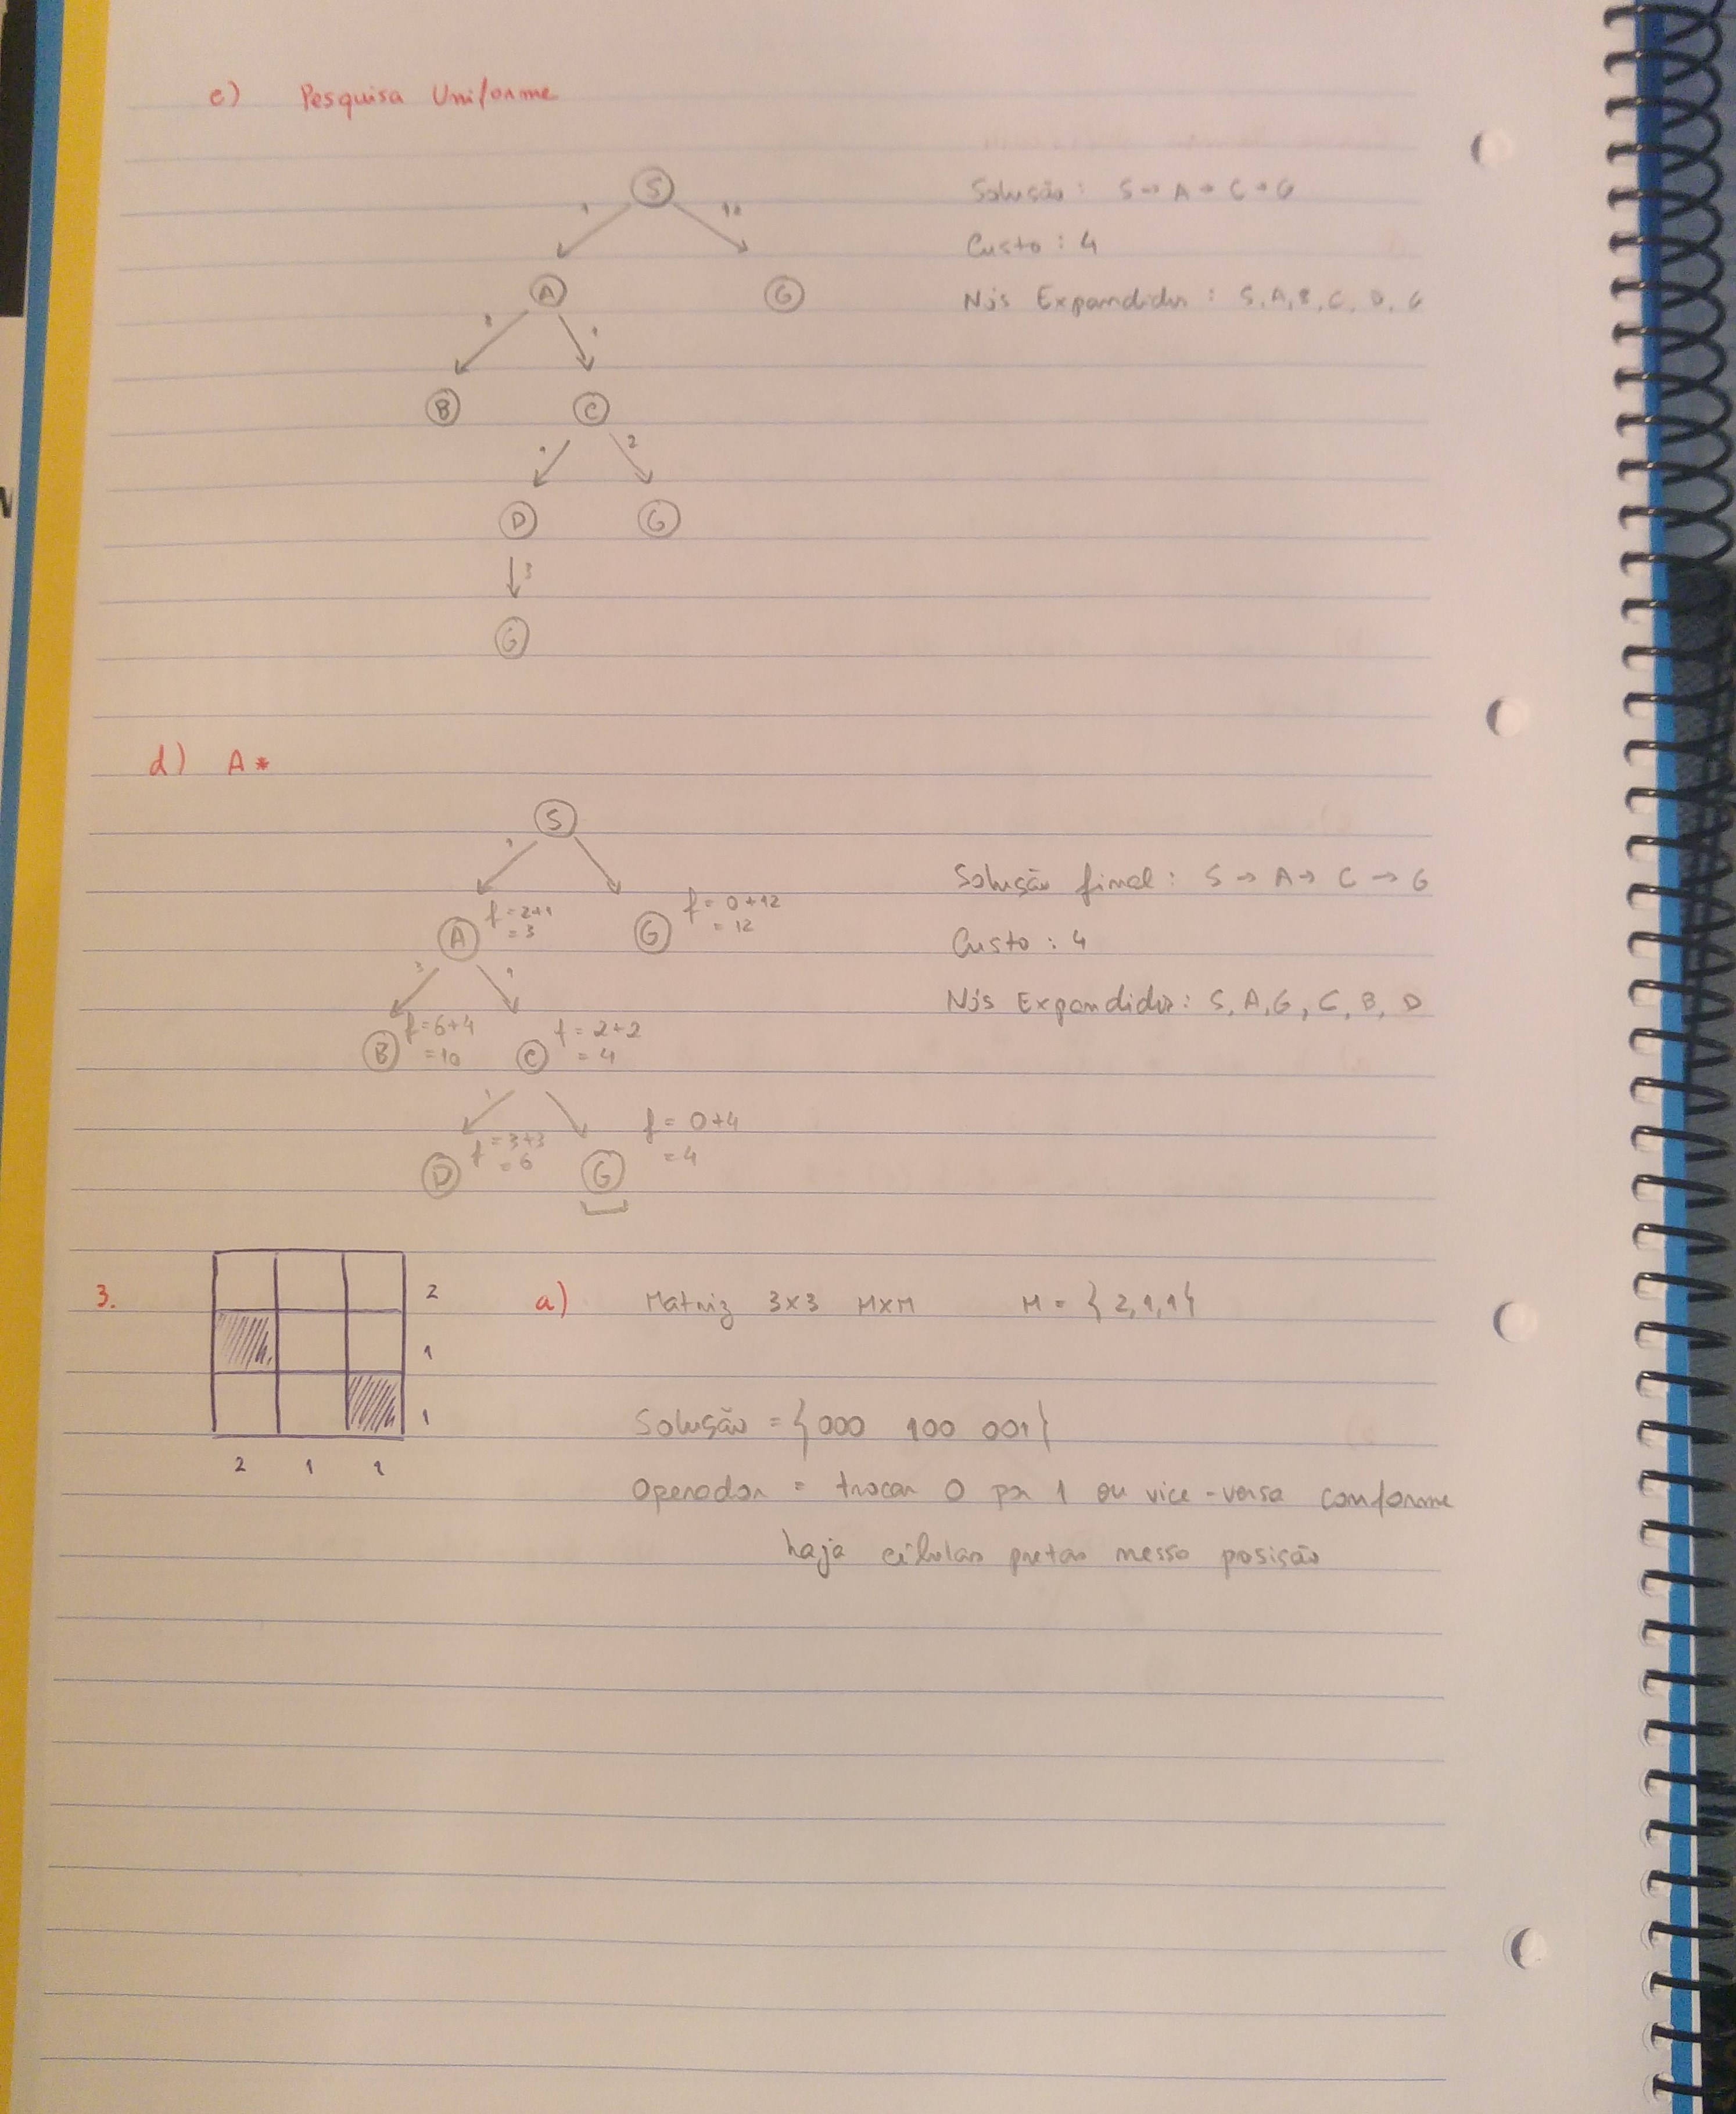 c) Pesquisa Uniforme
S
1 12
A G
3 1
B C
1 2
D G
3
G
Solução: S → A → C → G
Custo: 4
Nós Expandidos: S, A, B, C, D, G
d) A*
S
1
A f = 2+1 = 3 G f = 0+12 = 12
3 1
B f = 6+4 = 10 C f = 2+2 = 4
1
D f = 3+3 = 6 G f = 0+4 = 4
Solução final: S → A → C → G
Custo: 4
Nós Expandidos: S, A, G, C, B, D
3.
2
1
1
2 1 1
a) Matriz 3x3 MxM M = { 2,1,1}
Solução = {000 100 001}
Operador = trocar 0 por 1 ou vice-versa conforme
haja células pretas nessa posição